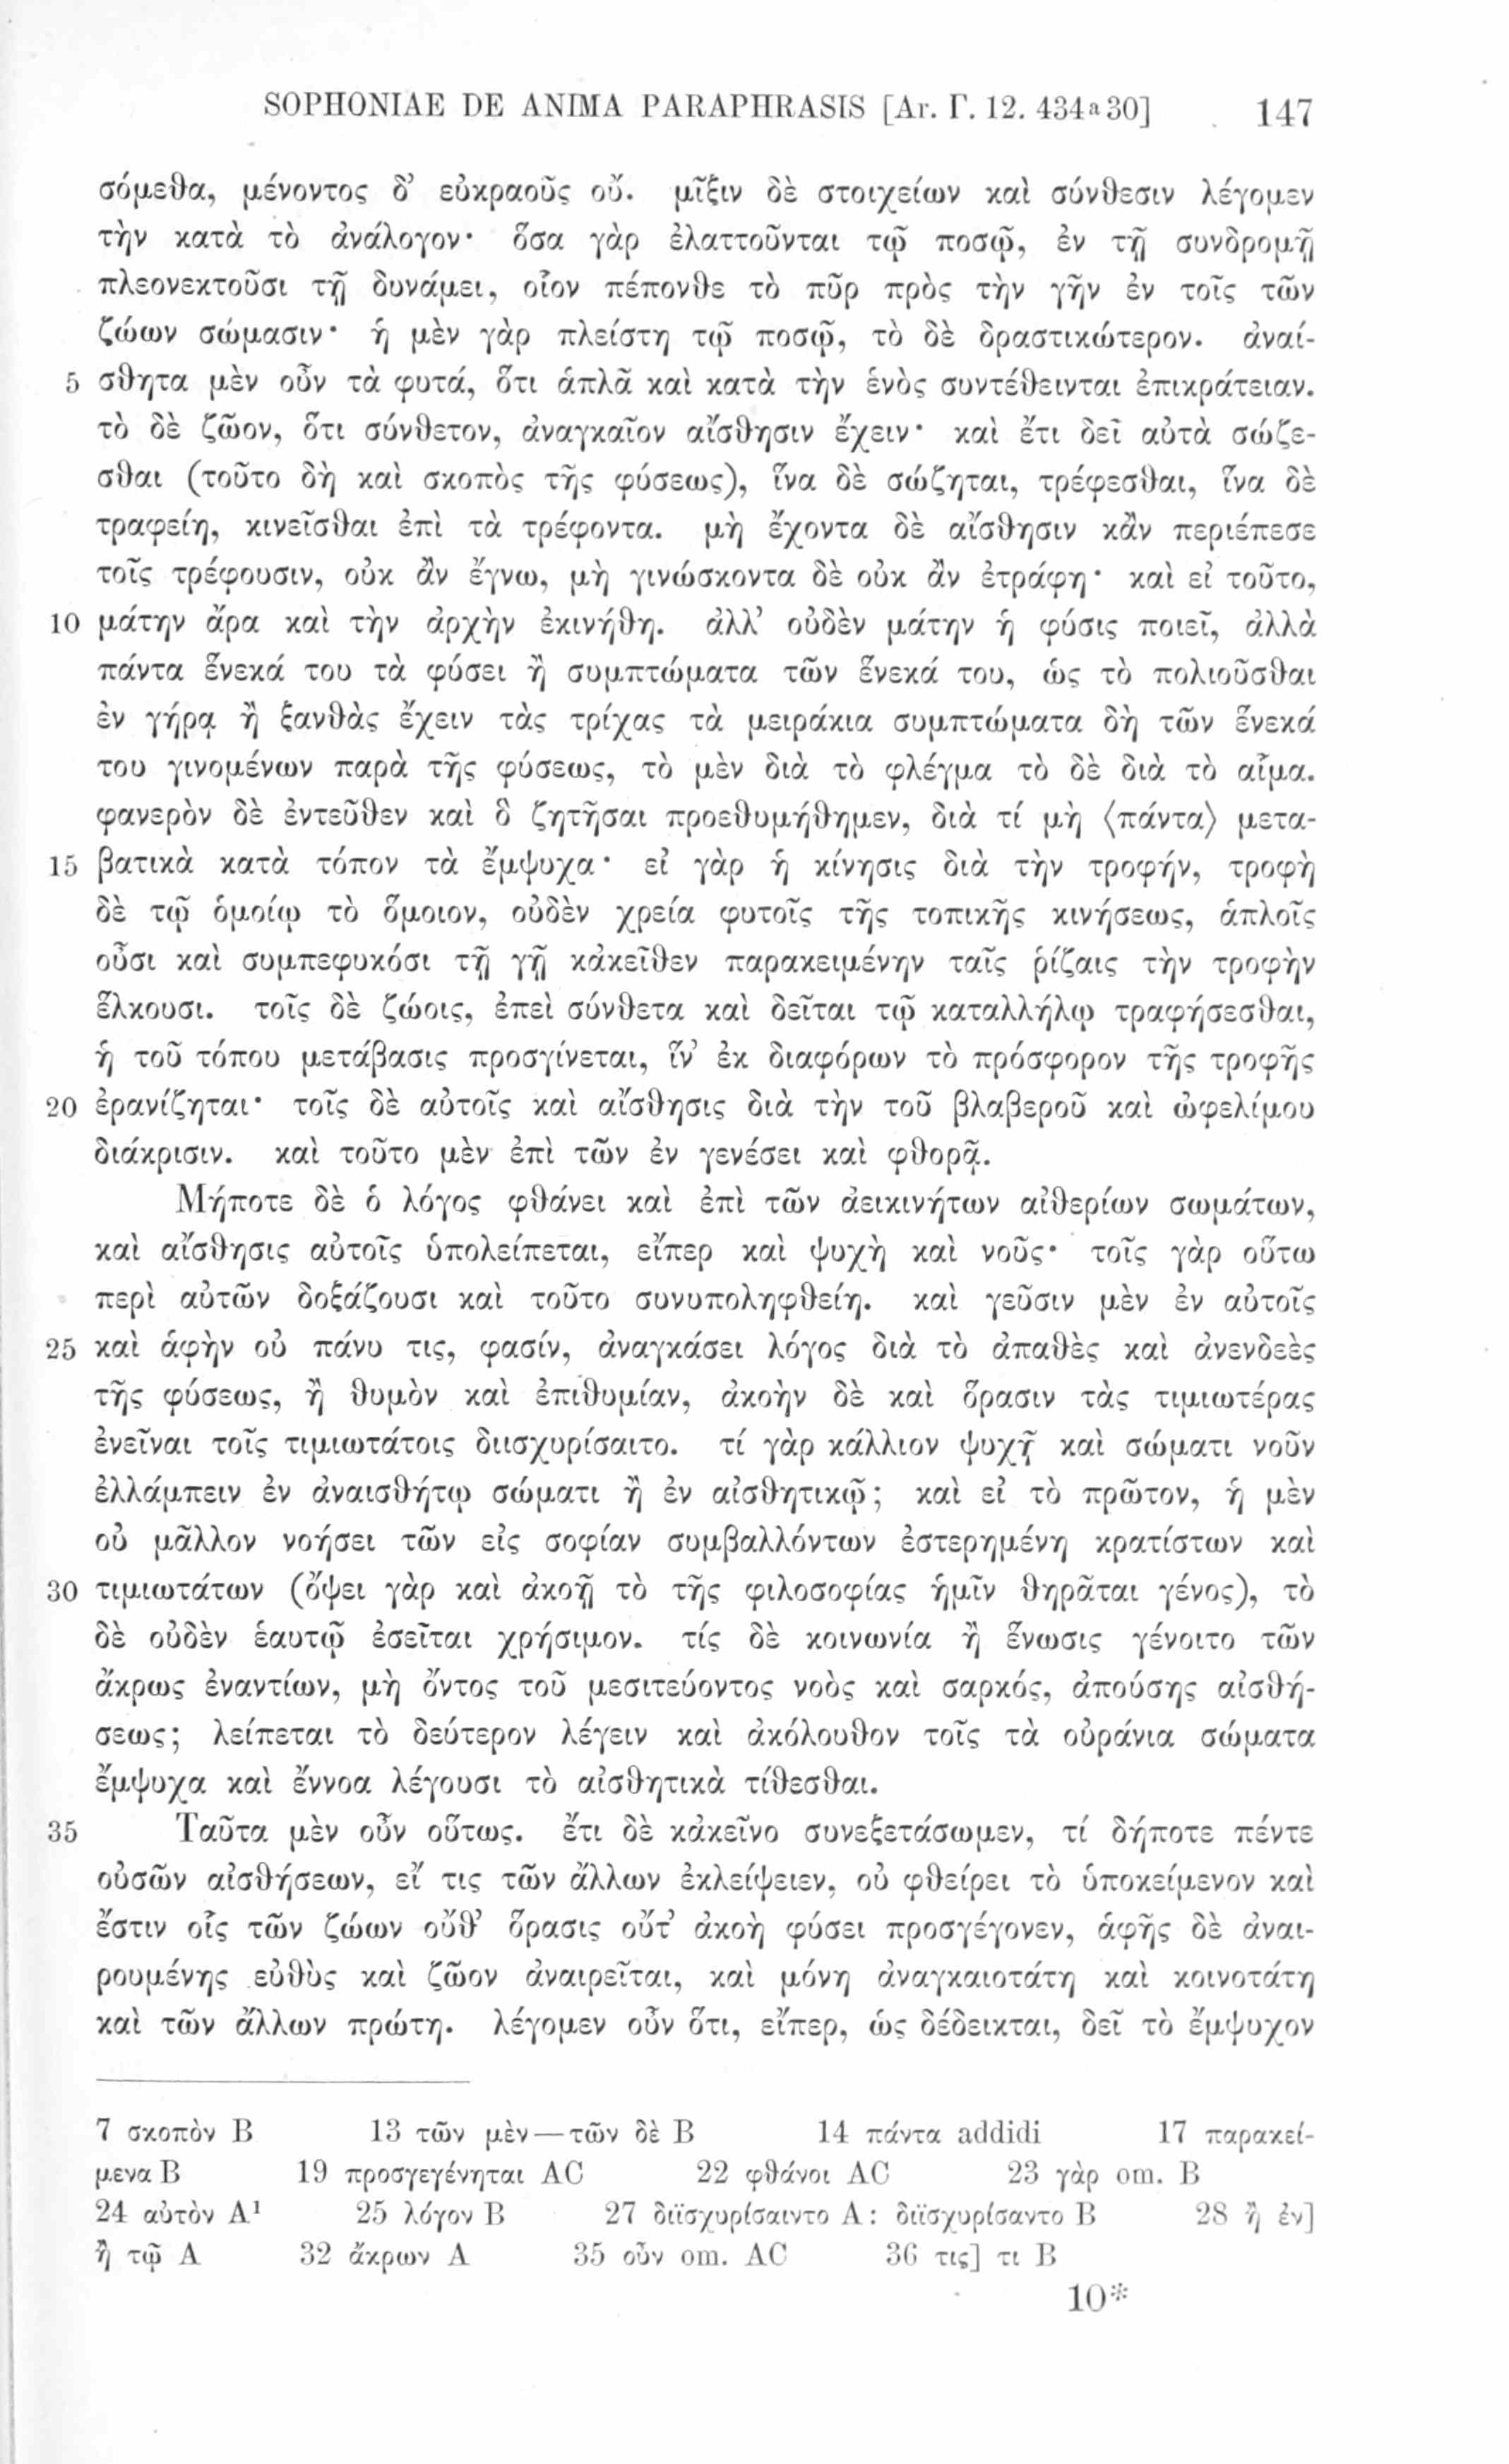 SOPHONIAE DE ANIMA PARAPHRASIS [Ar. Γ. 12. 434a30] 147
σόμεθα, μένοντος δ’ εὐκραοῦς οὔ. μῖξιν δὲ στοιχείων καὶ σύνθεσιν λέγομεν
τὴν κατὰ τὸ ἀνάλογον· ὅσα γὰρ ἐλαττοῦνται τῷ ποσῷ, ἐν τῇ συνδρομῇ
πλεονεκτοῦσι τῇ δυνάμει, οἷον πέπονθε τὸ πῦρ πρὸς τὴν γῆν ἐν τοῖς τῶν
ζώων σώμασιν· ἡ μὲν γὰρ πλείστη τῷ ποσῷ, τὸ δὲ δραστικώτερον. ἀναί-
5 σθητα μὲν οὖν τὰ φυτά, ὅτι ἁπλᾶ καὶ κατὰ τὴν ἑνὸς συντέθεινται ἐπικράτειαν.
τὸ δὲ ζῶον, ὅτι σύνθετον, ἀναγκαῖον αἴσθησιν ἔχειν· καὶ ἔτι δεῖ αὐτὰ σώζε-
σθαι (τοῦτο δὴ καὶ σκοπὸς τῆς φύσεως), ἵνα δὲ σώζηται, τρέφεσθαι, ἵνα δὲ
τραφείη, κινεῖσθαι ἐπὶ τὰ τρέφοντα. μὴ ἔχοντα δὲ αἴσθησιν κἂν περιέπεσε
τοῖς τρέφουσιν, οὐκ ἂν ἔγνω, μὴ γινώσκοντα δὲ οὐκ ἂν ἐτράφη· καὶ εἰ τοῦτο,
10 μάτην ἄρα καὶ τὴν ἀρχὴν ἐκινήθη. ἀλλ’ οὐδὲν μάτην ἡ φύσις ποιεῖ, ἀλλὰ
πάντα ἕνεκά του τὰ φύσει ἢ συμπτώματα τῶν ἕνεκά του, ὡς τὸ πολιοῦσθαι
ἐν γήρᾳ ἢ ξανθὰς ἔχειν τὰς τρίχας τὰ μειράκια συμπτώματα δὴ τῶν ἕνεκά
του γινομένων παρὰ τῆς φύσεως, τὸ μὲν διὰ τὸ φλέγμα τὸ δὲ διὰ τὸ αἷμα.
φανερὸν δὲ ἐντεῦθεν καὶ ὃ ζητῆσαι προεθυμήθημεν, διὰ τί μὴ ⟨πάντα⟩ μετα-
15 βατικὰ κατὰ τόπον τὰ ἔμψυχα· εἰ γὰρ ἡ κίνησις διὰ τὴν τροφήν, τροφὴ
δὲ τῷ ὁμοίῳ τὸ ὅμοιον, οὐδὲν χρεία φυτοῖς τῆς τοπικῆς κινήσεως, ἁπλοῖς
οὖσι καὶ συμπεφυκόσι τῇ γῇ κἀκεῖθεν παρακειμένην ταῖς ῥίζαις τὴν τροφὴν
ἕλκουσι. τοῖς δὲ ζώοις, ἐπεὶ σύνθετα καὶ δεῖται τῷ καταλλήλῳ τραφήσεσθαι,
ἡ τοῦ τόπου μετάβασις προσγίνεται, ἵν’ ἐκ διαφόρων τὸ πρόσφορον τῆς τροφῆς
20 ἐρανίζηται· τοῖς δὲ αὐτοῖς καὶ αἴσθησις διὰ τὴν τοῦ βλαβεροῦ καὶ ὠφελίμου
διάκρισιν. καὶ τοῦτο μὲν ἐπὶ τῶν ἐν γενέσει καὶ φθορᾷ.
Μήποτε δὲ ὁ λόγος φθάνει καὶ ἐπὶ τῶν ἀεικινήτων αἰθερίων σωμάτων,
καὶ αἴσθησις αὐτοῖς ὑπολείπεται, εἴπερ καὶ ψυχὴ καὶ νοῦς· τοῖς γὰρ οὕτω
περὶ αὐτῶν δοξάζουσι καὶ τοῦτο συνυποληφθείη. καὶ γεῦσιν μὲν ἐν αὐτοῖς
25 καὶ ἁφὴν οὐ πάνυ τις, φασίν, ἀναγκάσει λόγος διὰ τὸ ἀπαθὲς καὶ ἀνενδεὲς
τῆς φύσεως, ἢ θυμὸν καὶ ἐπιθυμίαν, ἀκοὴν δὲ καὶ ὅρασιν τὰς τιμιωτέρας
ἐνεῖναι τοῖς τιμιωτάτοις διισχυρίσαιτο. τί γὰρ κάλλιον ψυχῇ καὶ σώματι νοῦν
ἐλλάμπειν ἐν ἀναισθήτῳ σώματι ἢ ἐν αἰσθητικῷ; καὶ εἰ τὸ πρῶτον, ἡ μὲν
οὐ μᾶλλον νοήσει τῶν εἰς σοφίαν συμβαλλόντων ἐστερημένη κρατίστων καὶ
30 τιμιωτάτων (ὄψει γὰρ καὶ ἀκοῇ τὸ τῆς φιλοσοφίας ἡμῖν θηρᾶται γένος), τὸ
δὲ οὐδὲν ἑαυτῷ ἐσεῖται χρήσιμον. τίς δὲ κοινωνία ἢ ἕνωσις γένοιτο τῶν
ἄκρως ἐναντίων, μὴ ὄντος τοῦ μεσιτεύοντος νοὸς καὶ σαρκός, ἀπούσης αἰσθή-
σεως; λείπεται τὸ δεύτερον λέγειν καὶ ἀκόλουθον τοῖς τὰ οὐράνια σώματα
ἔμψυχα καὶ ἔννοα λέγουσι τὸ αἰσθητικὰ τίθεσθαι.
35 Ταῦτα μὲν οὖν οὕτως. ἔτι δὲ κἀκεῖνο συνεξετάσωμεν, τί δήποτε πέντε
οὐσῶν αἰσθήσεων, εἴ τις τῶν ἄλλων ἐκλείψειεν, οὐ φθείρει τὸ ὑποκείμενον καὶ
ἔστιν οἷς τῶν ζώων οὔθ’ ὅρασις οὔτ’ ἀκοὴ φύσει προσγέγονεν, ἁφῆς δὲ ἀναι-
ρουμένης εὐθὺς καὶ ζῶον ἀναιρεῖται, καὶ μόνη ἀναγκαιοτάτη καὶ κοινοτάτη
καὶ τῶν ἄλλων πρώτη. λέγομεν οὖν ὅτι, εἴπερ, ὡς δέδεικται, δεῖ τὸ ἔμψυχον
7 σκοπὸν B 13 τῶν μὲν—τῶν δὲ B 14 πάντα addidi 17 παρακεί-
μενα B 19 προσγεγένηται AC 22 φθάνοι AC 23 γὰρ om. B
24 αὐτὸν A¹ 25 λόγον B 27 διϊσχυρίσαιντο A: διϊσχυρίσαντο B 28 ἢ ἐν]
ἢ τῷ A 32 ἄκρων A 35 οὖν om. AC 36 τις] τι B
10*